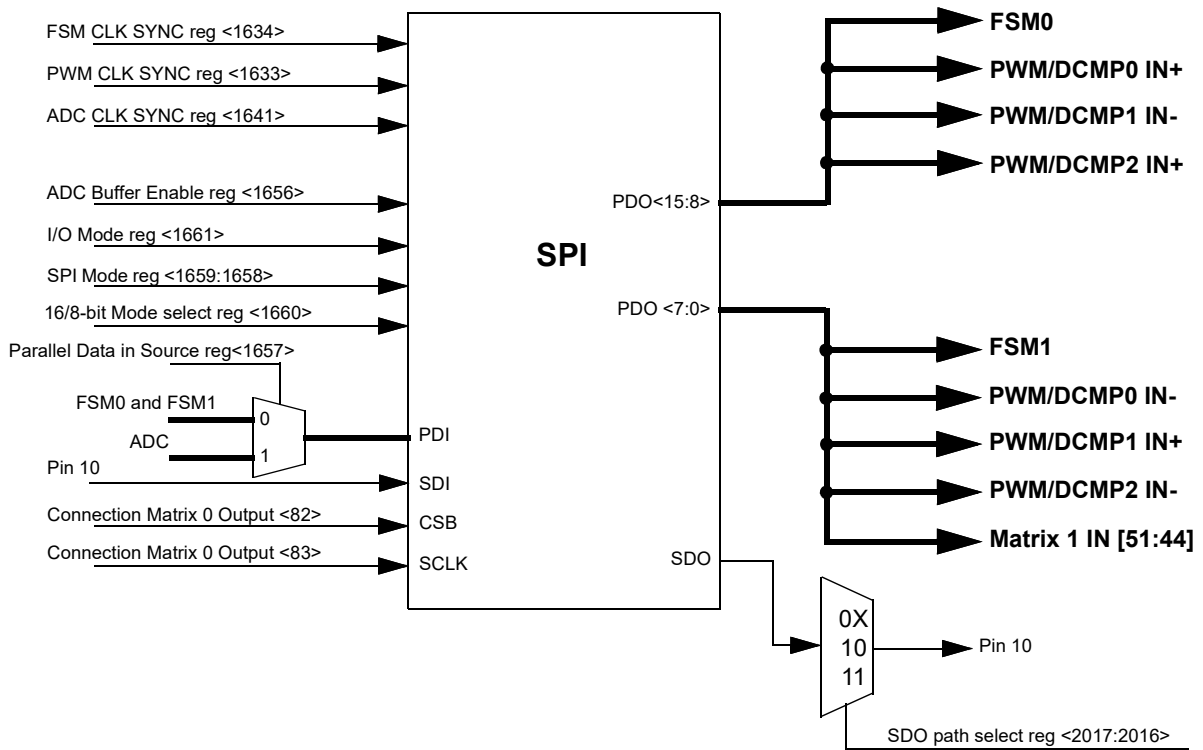 FSM CLK SYNC reg <1634>
PWM CLK SYNC reg <1633>
ADC CLK SYNC reg <1641>
ADC Buffer Enable reg <1656>
I/O Mode reg <1661>
SPI Mode reg <1659:1658>
16/8-bit Mode select reg <1660>
Parallel Data in Source reg<1657>
FSM0 and FSM1
0
ADC
1
Pin 10
Connection Matrix 0 Output <82>
Connection Matrix 0 Output <83>
PDI
SDI
CSB
SCLK
SPI
PDO<15:8>
PDO <7:0>
SDO
FSM0
PWM/DCMP0 IN+
PWM/DCMP1 IN-
PWM/DCMP2 IN+
FSM1
PWM/DCMP0 IN-
PWM/DCMP1 IN+
PWM/DCMP2 IN-
Matrix 1 IN [51:44]
0X
10
11
Pin 10
SDO path select reg <2017:2016>